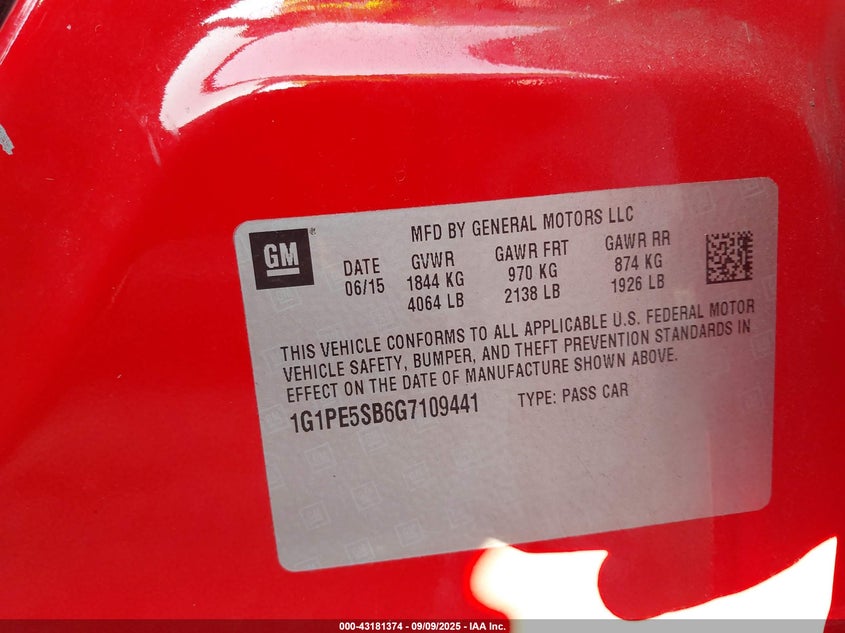 MFD BY GENERAL MOTORS LLC
GM
DATE GVWR GAWR FRT GAWR RR
06/15 1844 KG 970 KG 874 KG
4064 LB 2138 LB 1926 LB
THIS VEHICLE CONFORMS TO ALL APPLICABLE U.S. FEDERAL MOTOR
VEHICLE SAFETY, BUMPER, AND THEFT PREVENTION STANDARDS IN
EFFECT ON THE DATE OF MANUFACTURE SHOWN ABOVE.
1G1PE5SB6G7109441 TYPE: PASS CAR
000-43181374 - 09/09/2025 - IAA Inc.